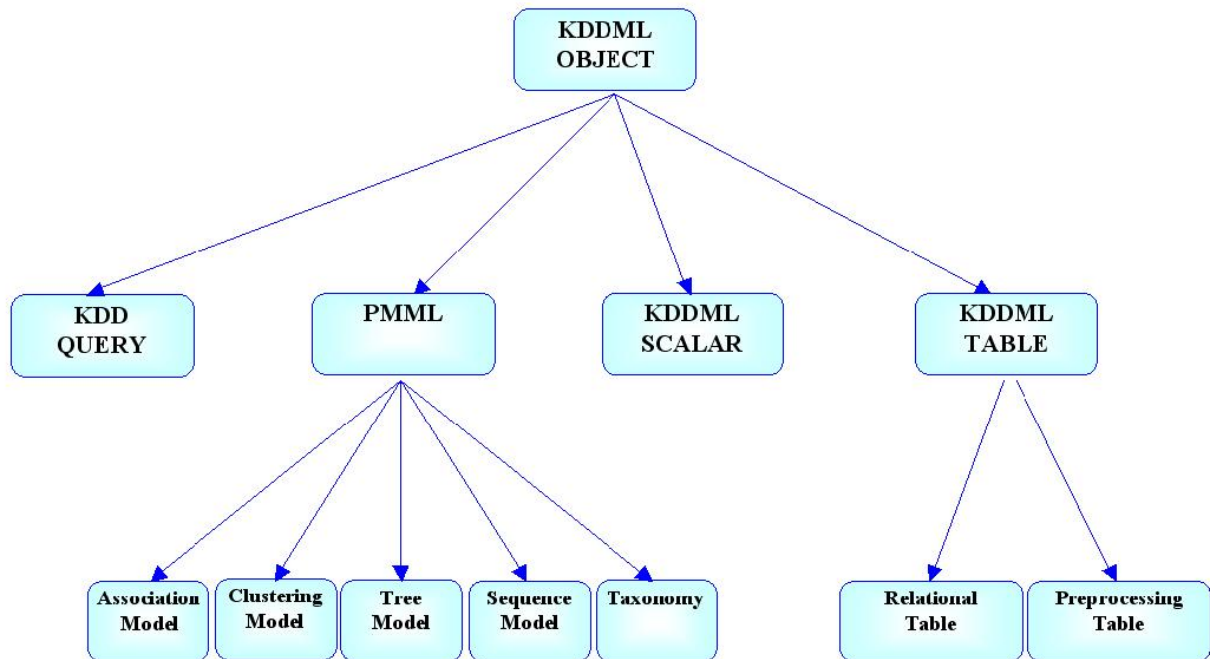 KDDML
OBJECT
KDD
QUERY
PMML
KDDML
SCALAR
KDDML
TABLE
Association
Model
Clustering
Model
Tree
Model
Sequence
Model
Taxonomy
Relational
Table
Preprocessing
Table